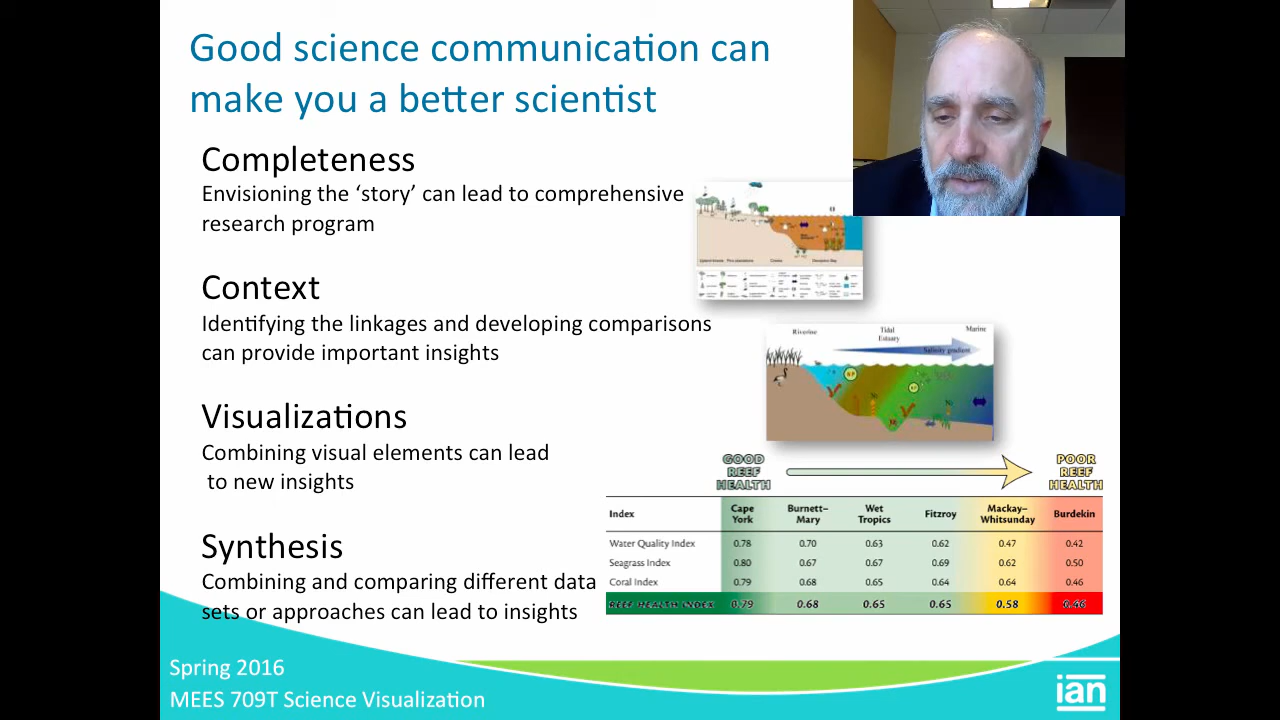 Good science communication can
make you a better scientist
Completeness
Envisioning the ‘story’ can lead to comprehensive
research program
Context
Identifying the linkages and developing comparisons
can provide important insights
Visualizations
Combining visual elements can lead
to new insights
Synthesis
Combining and comparing different data
sets or approaches can lead to insights
Riverine
Tidal
Estuary
Marine
Salinity gradient
GOOD
REEF
HEALTH
POOR
REEF
HEALTH
Index Cape York Burnett–Mary Wet Tropics Fitzroy Mackay–Whitsunday Burdekin
Water Quality Index 0.78 0.70 0.63 0.62 0.47 0.42
Seagrass Index 0.80 0.67 0.67 0.69 0.62 0.50
Coral Index 0.79 0.68 0.65 0.64 0.64 0.46
REEF HEALTH INDEX 0.79 0.68 0.65 0.65 0.58 0.46
Spring 2016
MEES 709T Science Visualization
ian